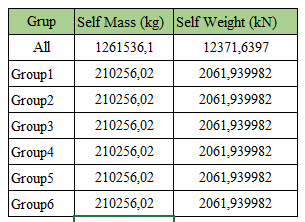 Grup Self Mass (kg) Self Weight (kN)
All 1261536,1 12371,6397
Group1 210256,02 2061,939982
Group2 210256,02 2061,939982
Group3 210256,02 2061,939982
Group4 210256,02 2061,939982
Group5 210256,02 2061,939982
Group6 210256,02 2061,939982